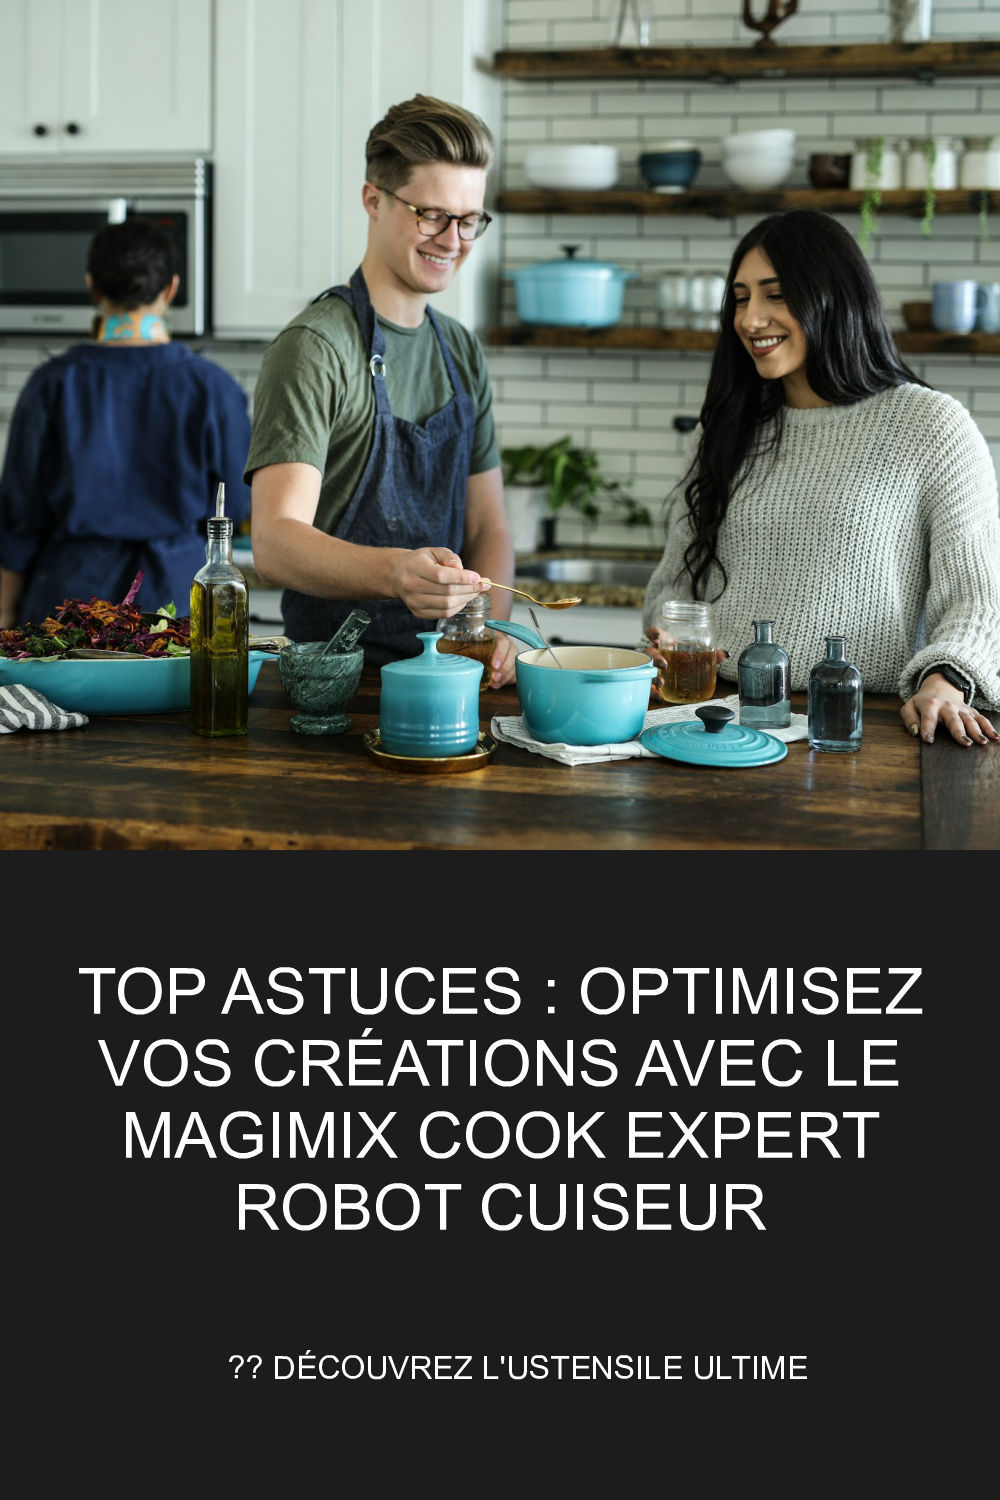 TOP ASTUCES : OPTIMISEZ
VOS CRÉATIONS AVEC LE
MAGIMIX COOK EXPERT
ROBOT CUISEUR
?? DÉCOUVREZ L'USTENSILE ULTIME